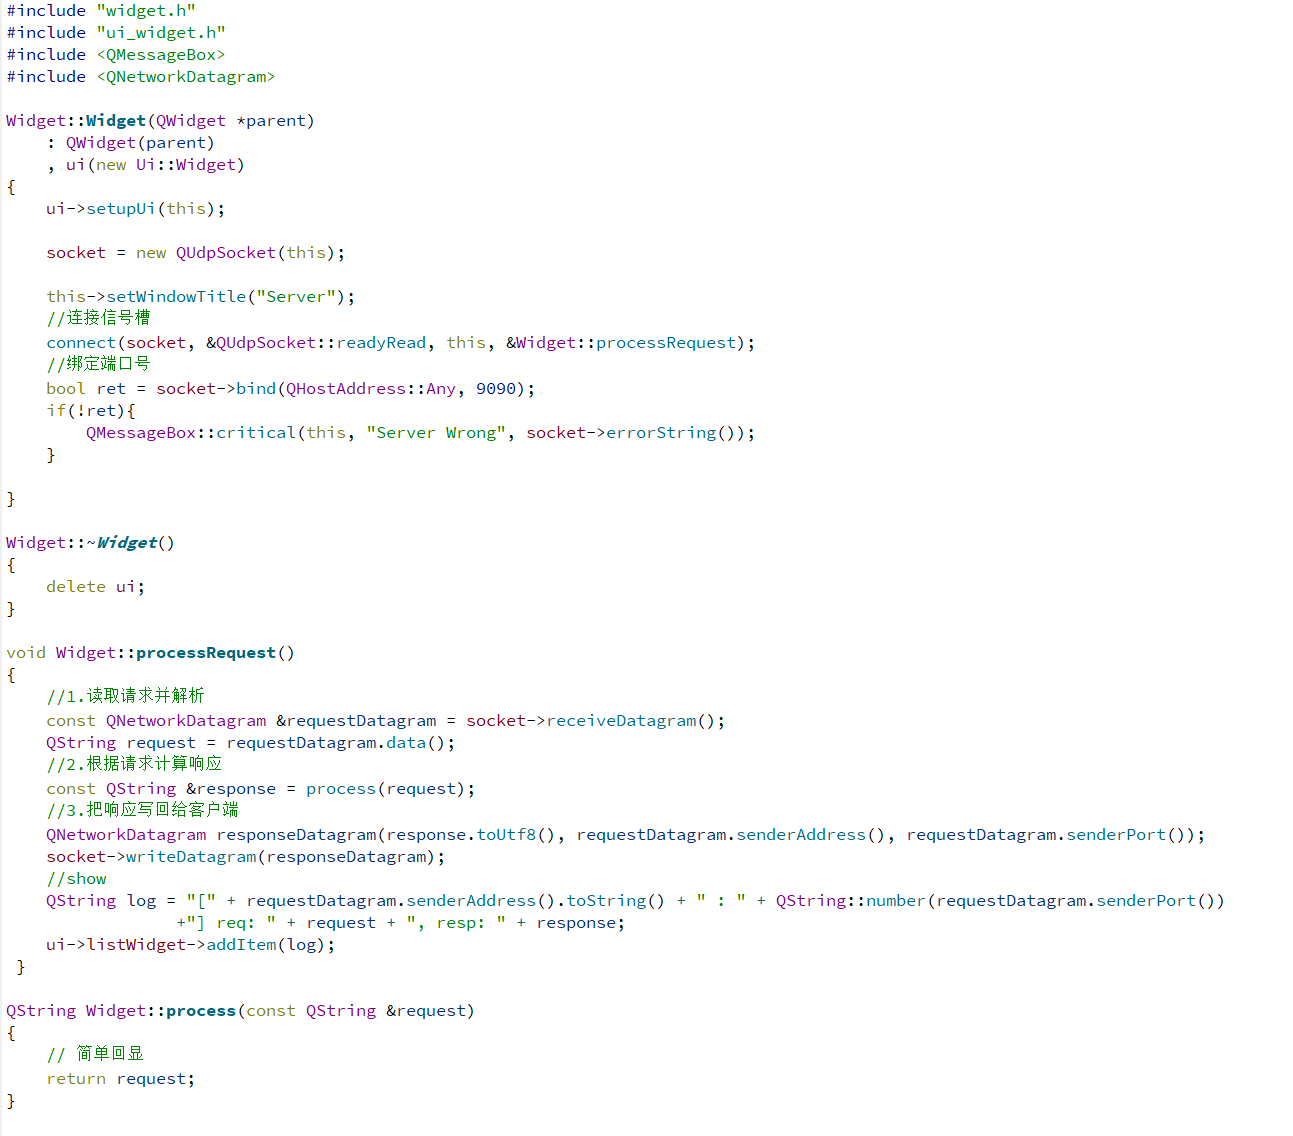 #include "widget.h"
#include "ui_widget.h"
#include <QMessageBox>
#include <QNetworkDatagram>

Widget::Widget(QWidget *parent)
    : QWidget(parent)
    , ui(new Ui::Widget)
{
    ui->setupUi(this);

    socket = new QUdpSocket(this);

    this->setWindowTitle("Server");
    //连接信号槽
    connect(socket, &QUdpSocket::readyRead, this, &Widget::processRequest);
    //绑定端口号
    bool ret = socket->bind(QHostAddress::Any, 9090);
    if(!ret){
        QMessageBox::critical(this, "Server Wrong", socket->errorString());
    }

}

Widget::~Widget()
{
    delete ui;
}

void Widget::processRequest()
{
    //1.读取请求并解析
    const QNetworkDatagram &requestDatagram = socket->receiveDatagram();
    QString request = requestDatagram.data();
    //2.根据请求计算响应
    const QString &response = process(request);
    //3.把响应写回给客户端
    QNetworkDatagram responseDatagram(response.toUtf8(), requestDatagram.senderAddress(), requestDatagram.senderPort());
    socket->writeDatagram(responseDatagram);
    //show
    QString log = "[" + requestDatagram.senderAddress().toString() + " : " + QString::number(requestDatagram.senderPort())
                 +"] req: " + request + ", resp: " + response;
    ui->listWidget->addItem(log);
 }

QString Widget::process(const QString &request)
{
    // 简单回显
    return request;
}